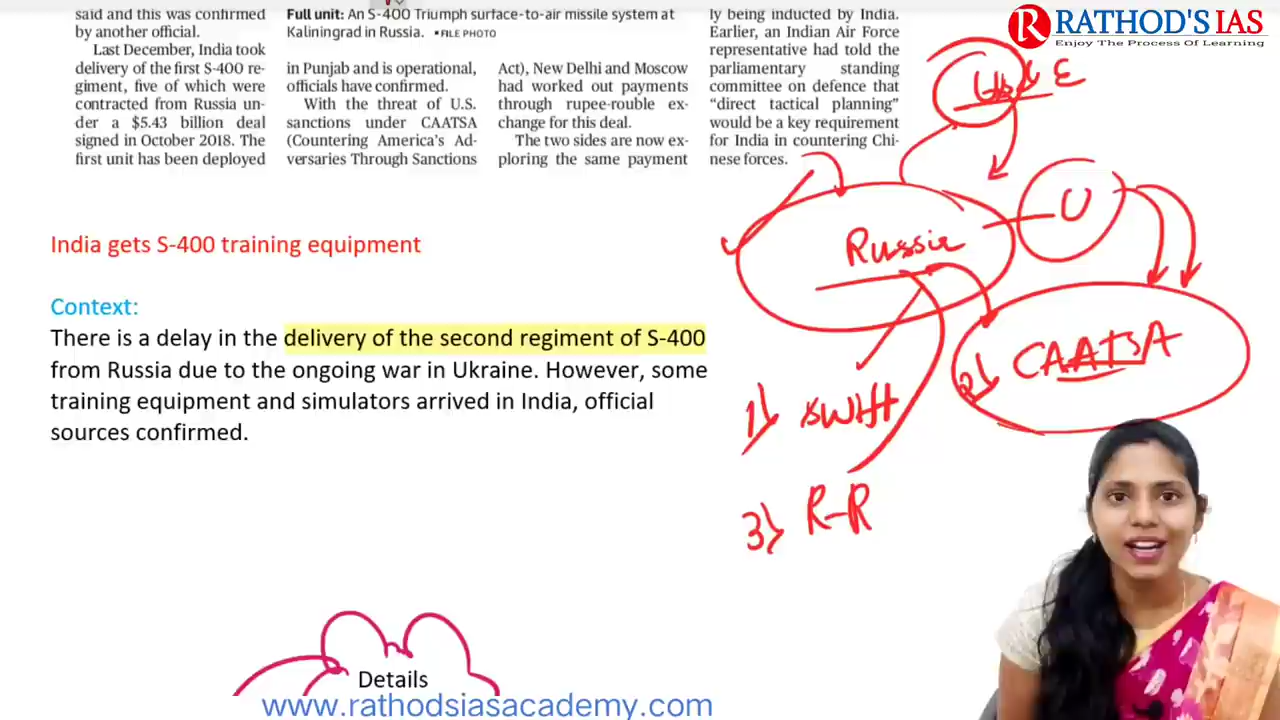 said and this was confirmed
by another official.
Last December, India took
delivery of the first S-400 re-
giment, five of which were
contracted from Russia un-
der a $5.43 billion deal
signed in October 2018. The
first unit has been deployed
Full unit: An S-400 Triumph surface-to-air missile system at
Kaliningrad in Russia. •FILE PHOTO
in Punjab and is operational,
officials have confirmed.
With the threat of U.S.
sanctions under CAATSA
(Countering America's Ad-
versaries Through Sanctions
Act), New Delhi and Moscow
had worked out payments
through rupee-rouble ex-
change for this deal.
The two sides are now ex-
ploring the same payment
ly being inducted by India.
Earlier, an Indian Air Force
representative had told the
parliamentary standing
committee on defence that
"direct tactical planning"
would be a key requirement
for India in countering Chi-
nese forces.
R RATHOD'S IAS
Enjoy The Process Of Learning
India gets S-400 training equipment
Context:
There is a delay in the delivery of the second regiment of S-400
from Russia due to the ongoing war in Ukraine. However, some
training equipment and simulators arrived in India, official
sources confirmed.
U
Russia
2) CAATSA
1) SWIFT
3) R-R
Details
www.rathodsiasacademy.com